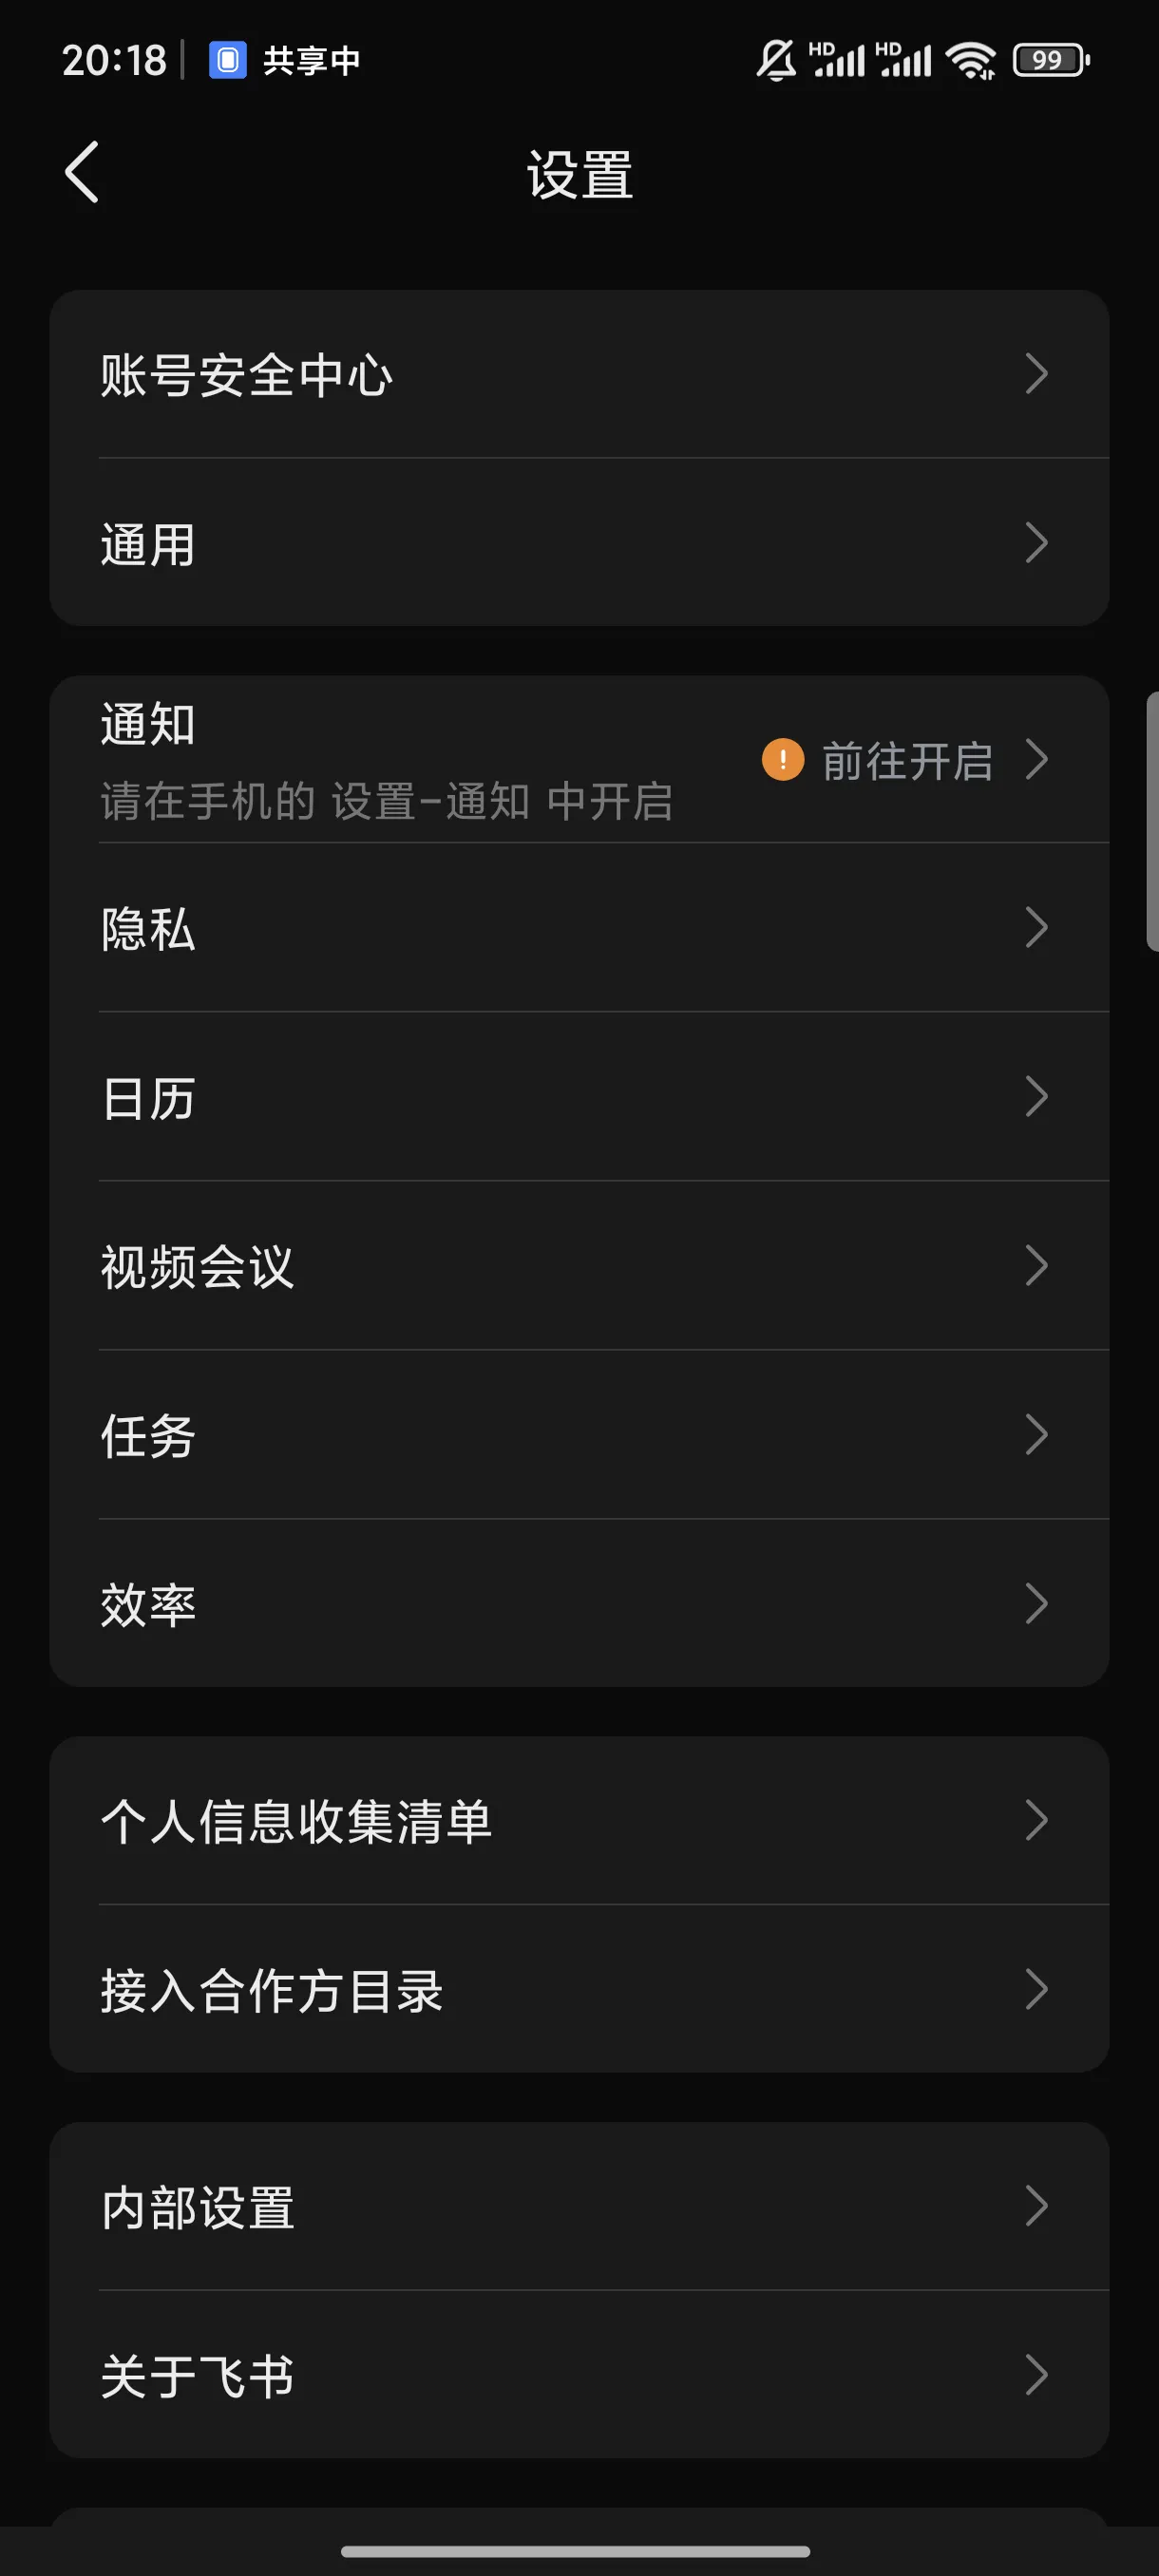 20:18 共享中 HD HD 99
设置
账号安全中心
通用
通知
请在手机的 设置-通知 中开启
前往开启
隐私
日历
视频会议
任务
效率
个人信息收集清单
接入合作方目录
内部设置
关于飞书